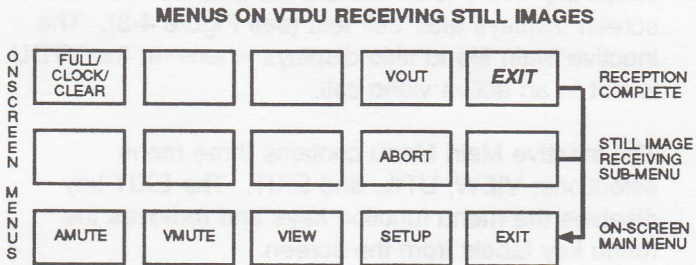 MENUS ON VTDU RECEIVING STILL IMAGES
ONSCREEN MENUS
FULL/
CLOCK/
CLEAR
VOUT
EXIT
RECEPTION
COMPLETE
ABORT
STILL IMAGE
RECEIVING
SUB-MENU
AMUTE
VMUTE
VIEW
SETUP
EXIT
ON-SCREEN
MAIN MENU